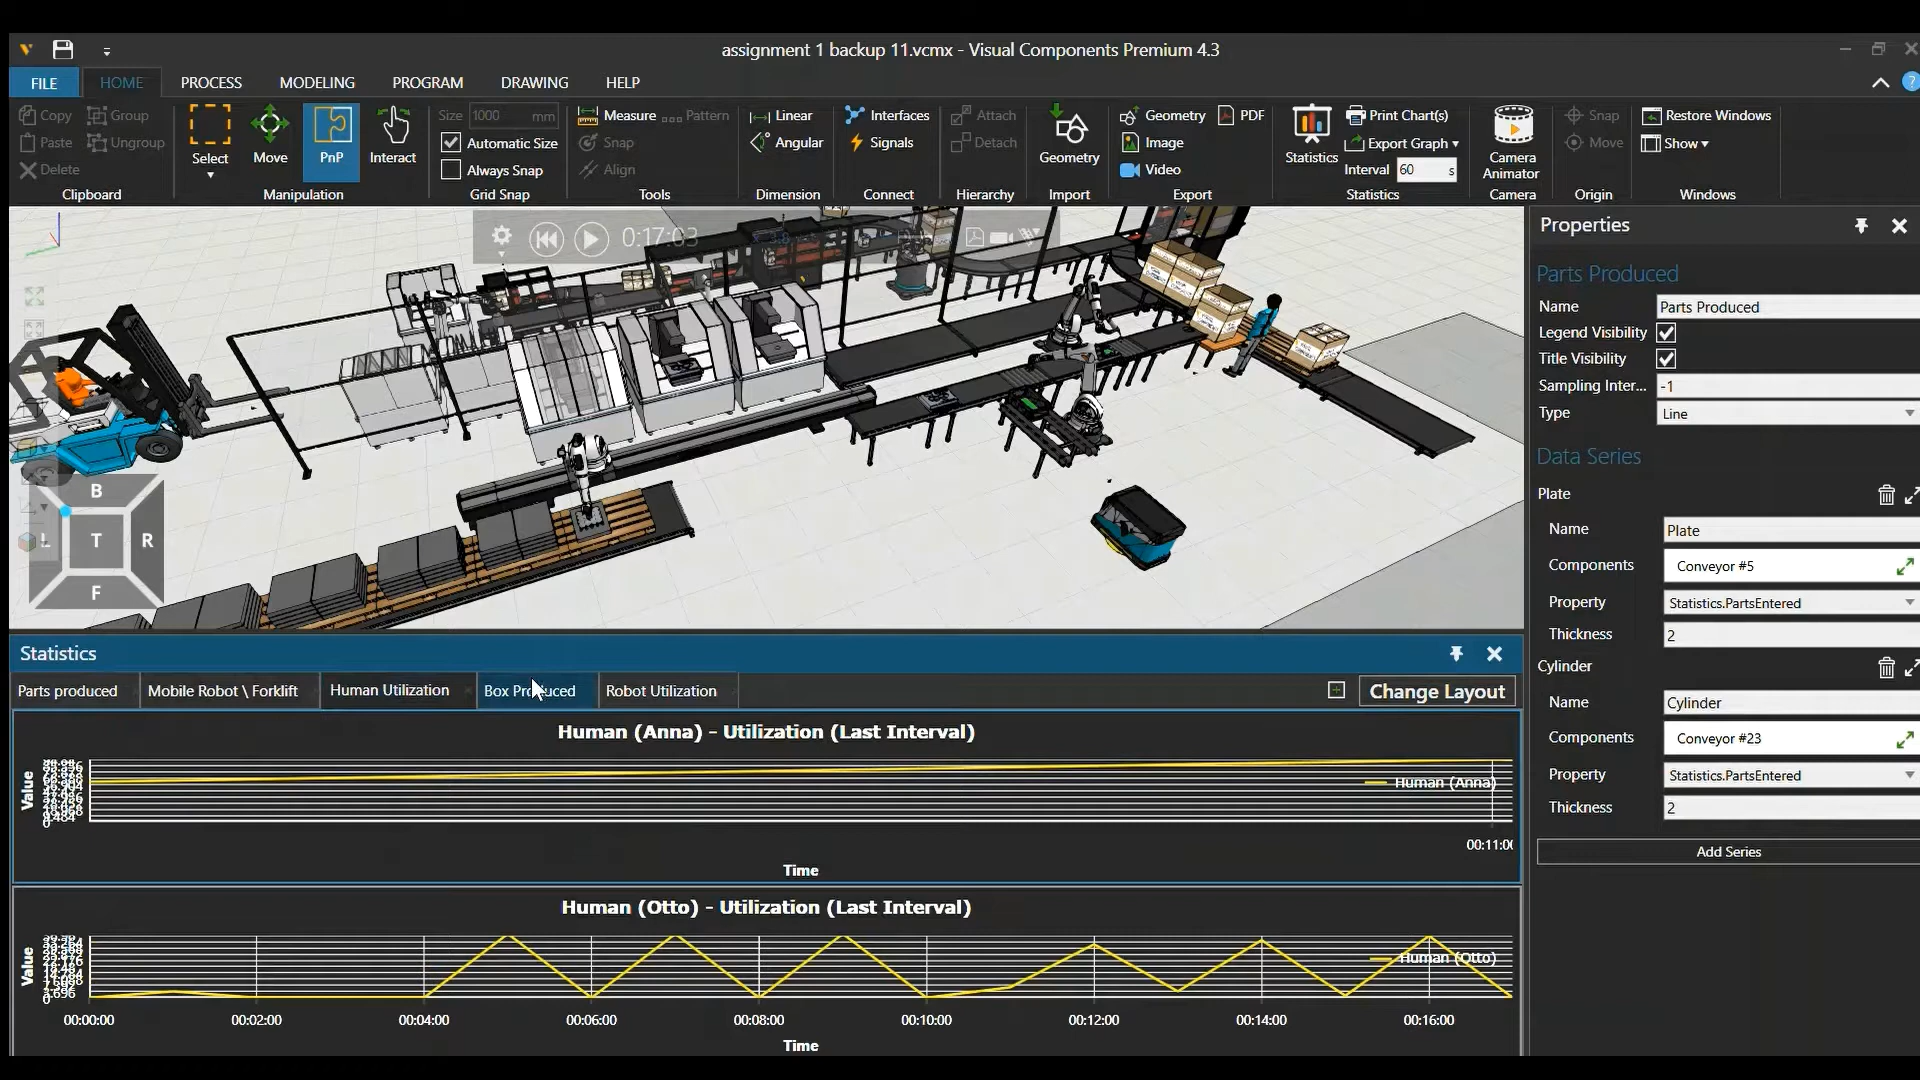 assignment 1 backup 11.vcmx - Visual Components Premium 4.3
FILE HOME PROCESS MODELING PROGRAM DRAWING HELP
Copy Group
Paste Ungroup
Delete
Clipboard
Select Move PnP Interact
Manipulation
Size 1000 mm
Automatic Size
Always Snap
Grid Snap
Measure Pattern
Snap
Align
Tools
Linear
Angular
Dimension
Interfaces
Signals
Connect
Attach
Detach
Hierarchy
Geometry
Import
Geometry PDF
Image
Video
Export
Statistics
Print Chart(s)
Export Graph
Interval 60 s
Statistics
Camera Animator
Camera
Snap
Move
Origin
Restore Windows
Show
Windows
0:17:03
B
L T R
F
Properties
Parts Produced
Name Parts Produced
Legend Visibility
Title Visibility
Sampling Inter... -1
Type Line
Data Series
Plate
Name Plate
Components Conveyor #5
Property Statistics.PartsEntered
Thickness 2
Cylinder
Name Cylinder
Components Conveyor #23
Property Statistics.PartsEntered
Thickness 2
Add Series
Statistics
Parts produced Mobile Robot \ Forklift Human Utilization Box Produced Robot Utilization Change Layout
Human (Anna) - Utilization (Last Interval)
Value
9.484
0
Human (Anna)
00:11:00
Time
Human (Otto) - Utilization (Last Interval)
Value
3.696
0
Human (Otto)
00:00:00 00:02:00 00:04:00 00:06:00 00:08:00 00:10:00 00:12:00 00:14:00 00:16:00
Time